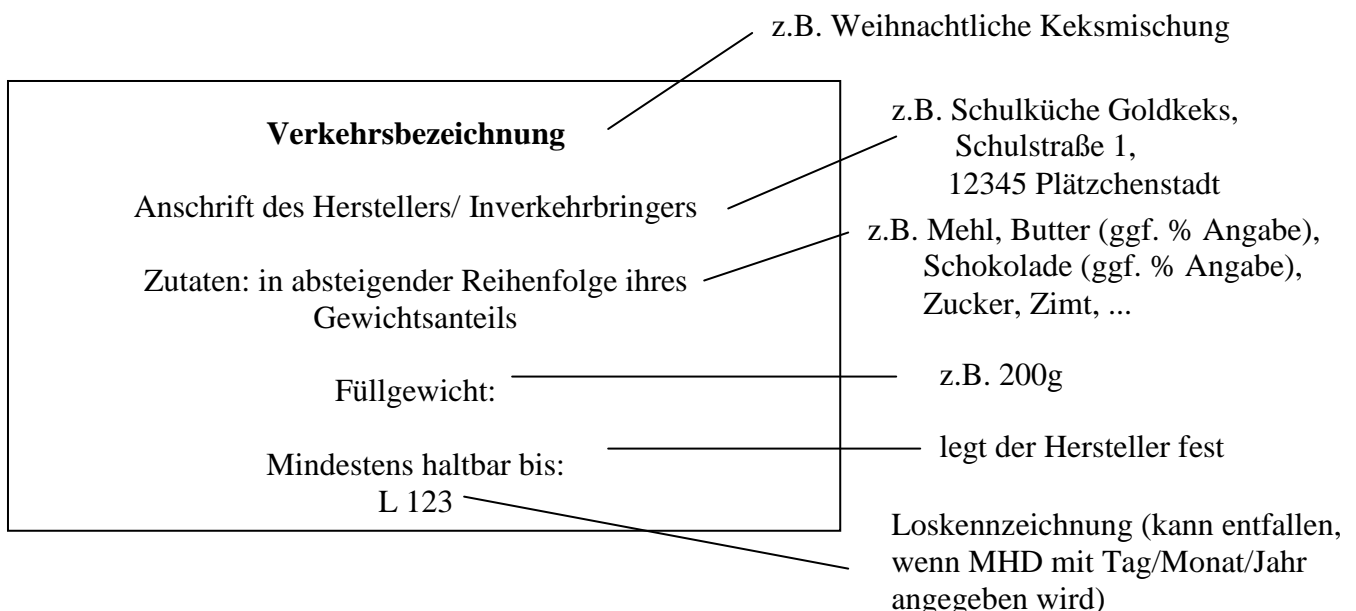 z.B. Weihnachtliche Keksmischung
Verkehrsbezeichnung
z.B. Schulküche Goldkeks,
Schulstraße 1,
12345 Plätzchenstadt
Anschrift des Herstellers/ Inverkehrbringers
z.B. Mehl, Butter (ggf. % Angabe),
Schokolade (ggf. % Angabe),
Zucker, Zimt, ...
Zutaten: in absteigender Reihenfolge ihres
Gewichtsanteils
Füllgewicht:
z.B. 200g
Mindestens haltbar bis:
legt der Hersteller fest
L 123
Loskennzeichnung (kann entfallen,
wenn MHD mit Tag/Monat/Jahr
angegeben wird)